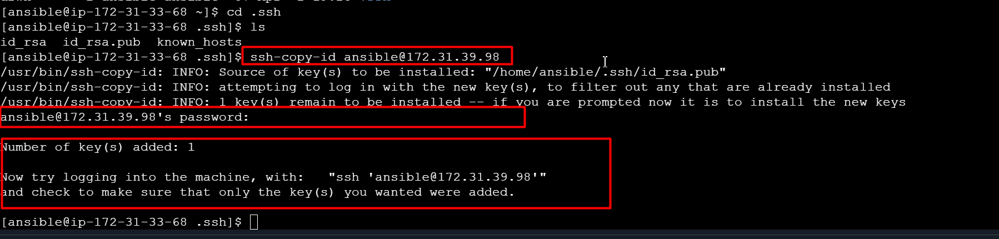 [ansible@ip-172-31-33-68 ~]$ cd .ssh
[ansible@ip-172-31-33-68 .ssh]$ ls
id_rsa  id_rsa.pub  known_hosts
[ansible@ip-172-31-33-68 .ssh]$ ssh-copy-id ansible@172.31.39.98
/usr/bin/ssh-copy-id: INFO: Source of key(s) to be installed: "/home/ansible/.ssh/id_rsa.pub"
/usr/bin/ssh-copy-id: INFO: attempting to log in with the new key(s), to filter out any that are already installed
/usr/bin/ssh-copy-id: INFO: 1 key(s) remain to be installed -- if you are prompted now it is to install the new keys
ansible@172.31.39.98's password:
Number of key(s) added: 1
Now try logging into the machine, with:   "ssh 'ansible@172.31.39.98'"
and check to make sure that only the key(s) you wanted were added.
[ansible@ip-172-31-33-68 .ssh]$